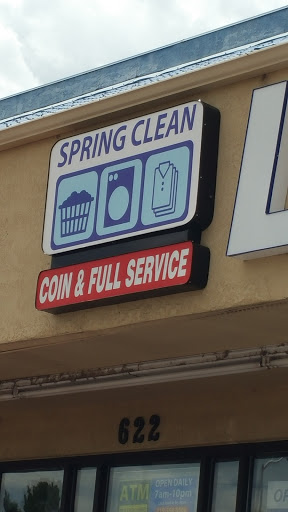 SPRING CLEAN
COIN & FULL SERVICE
622
ATM
OPEN DAILY
7am-10pm